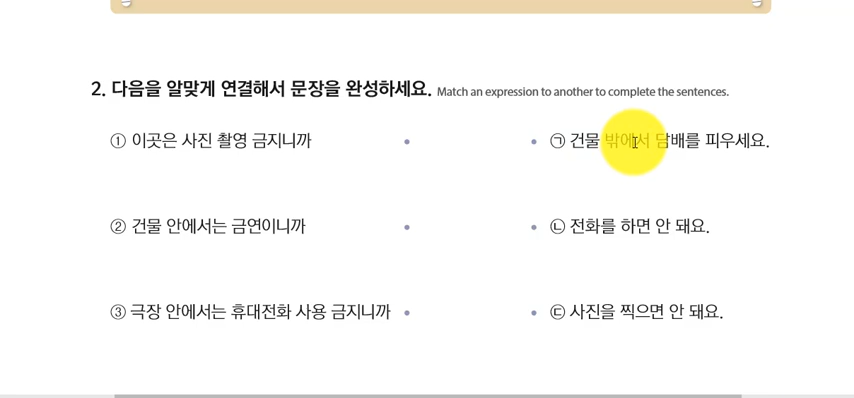 2. 다음을 알맞게 연결해서 문장을 완성하세요. Match an expression to another to complete the sentences.
① 이곳은 사진 촬영 금지니까 • • ㉠ 건물 밖에서 담배를 피우세요.
② 건물 안에서는 금연이니까 • • ㉡ 전화를 하면 안 돼요.
③ 극장 안에서는 휴대전화 사용 금지니까 • • ㉢ 사진을 찍으면 안 돼요.